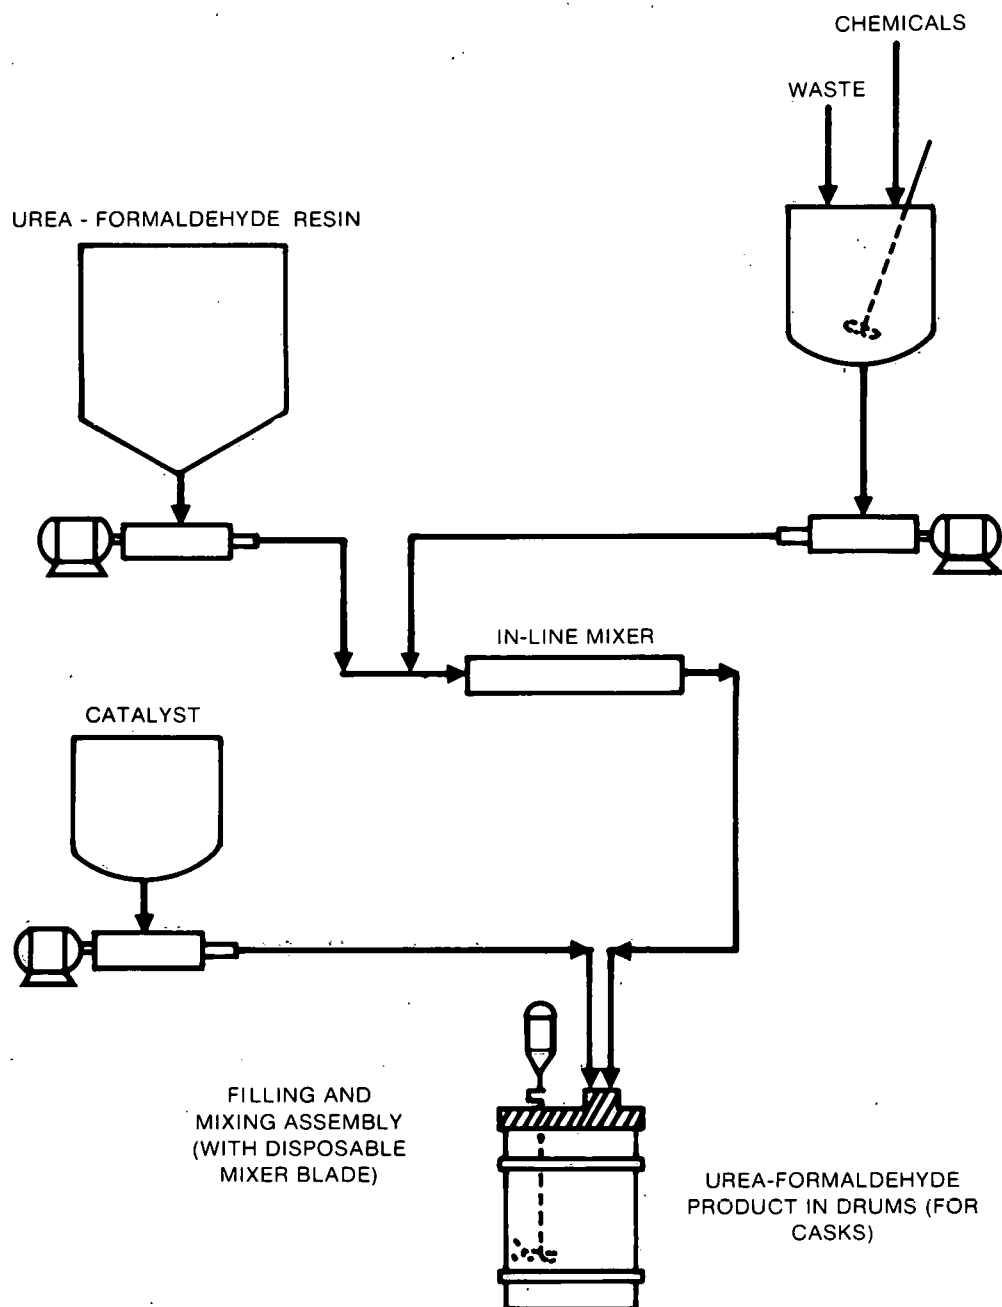 CHEMICALS
WASTE
UREA - FORMALDEHYDE RESIN
IN-LINE MIXER
CATALYST
FILLING AND
MIXING ASSEMBLY
(WITH DISPOSABLE
MIXER BLADE)
UREA-FORMALDEHYDE
PRODUCT IN DRUMS (FOR
CASKS)